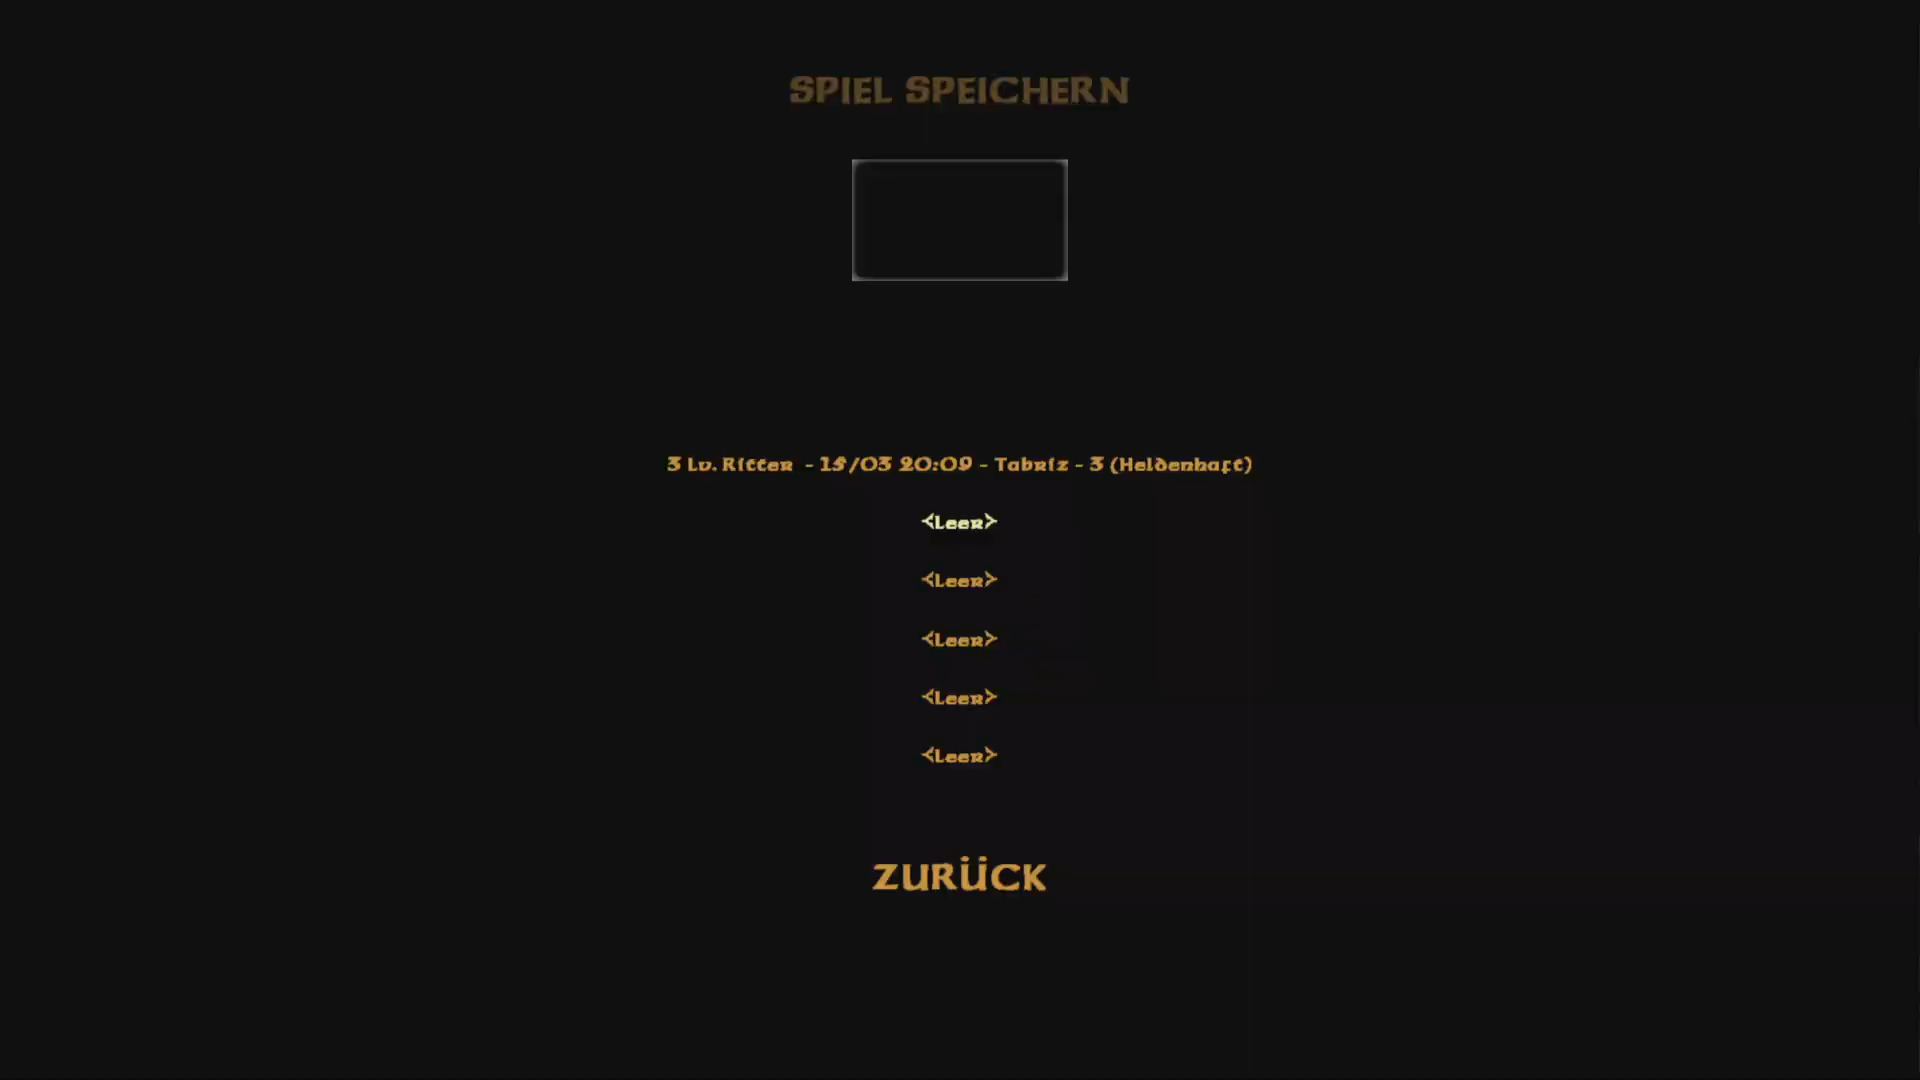 SPIEL SPEICHERN
3 Lv. Ritter - 15/03 20:09 - Tabriz - 3 (Heldenhaft)
<Leer>
<Leer>
<Leer>
<Leer>
<Leer>
ZURÜCK